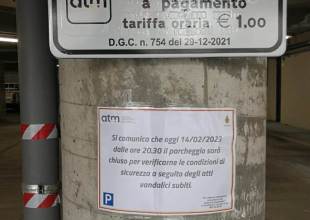 atm
a pagamento
tariffa oraria € 1.00
D.G.C. n. 754 del 29-12-2021
atm
Si comunica che oggi 14/02/2023
dalle ore 20.30 il parcheggio sarà
chiuso per verificarne le condizioni di
sicurezza a seguito degli atti
vandalici subiti.
P